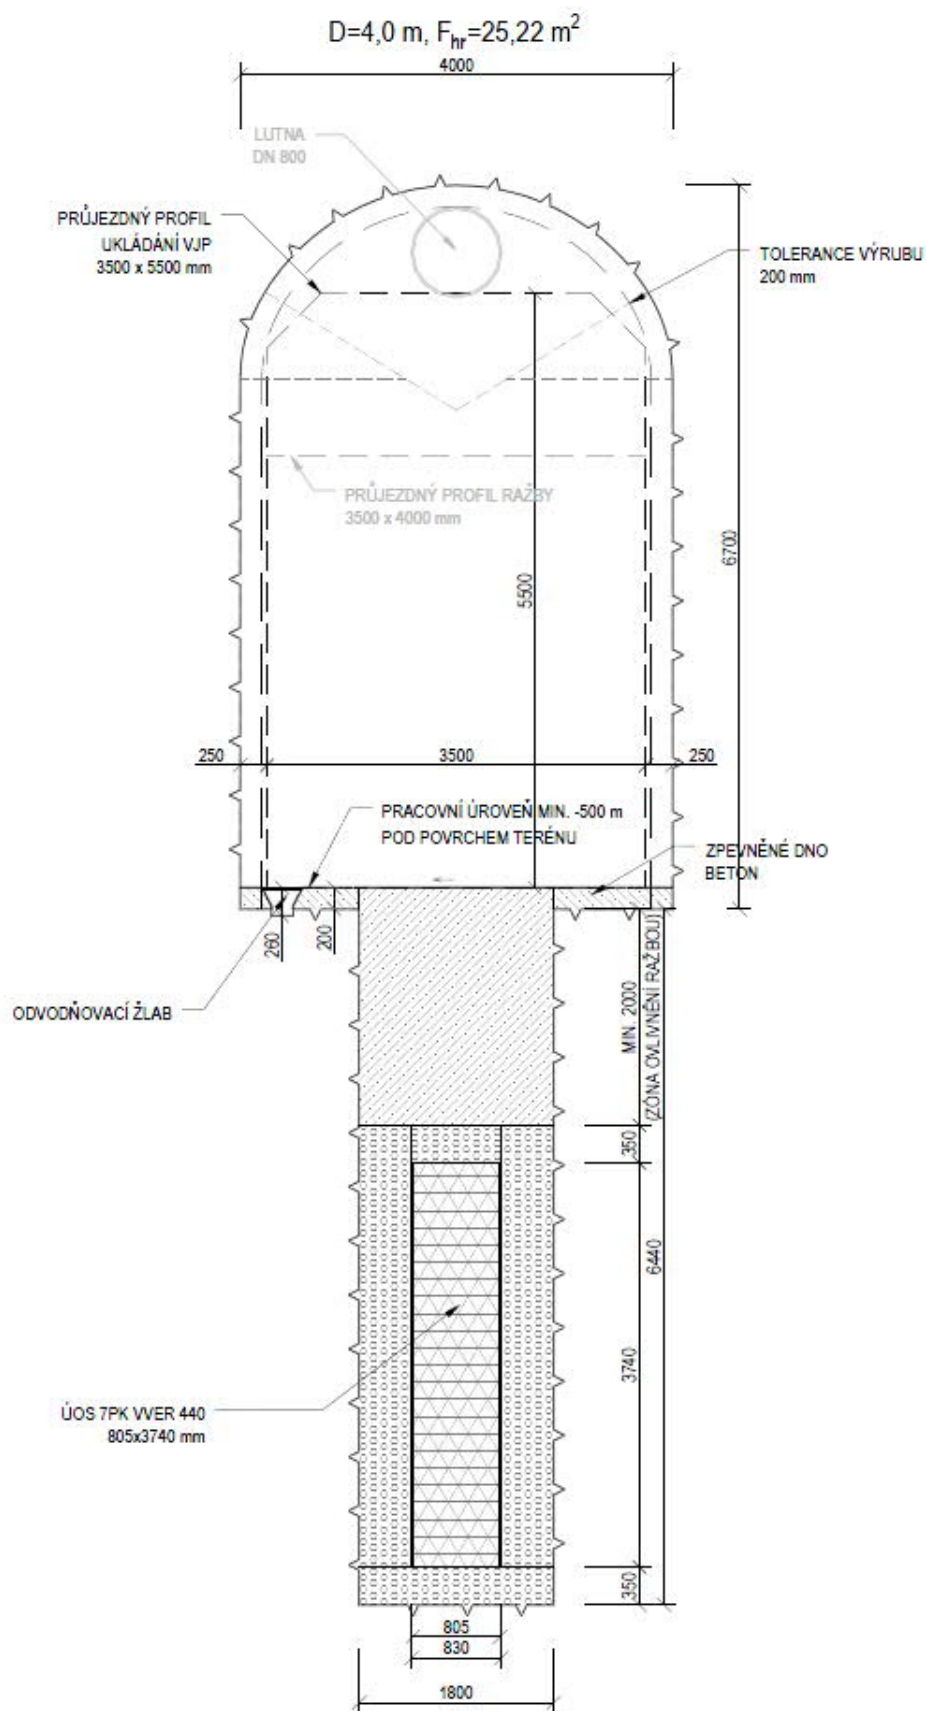 D=4,0 m, Fhr=25,22 m²
4000
LUTNA
DN 800
PRŮJEZDNÝ PROFIL
UKLÁDÁNÍ VJP
3500 x 5500 mm
TOLERANCE VÝRUBU
200 mm
PRŮJEZDNÝ PROFIL RAŽBY
3500 x 4000 mm
5500
6700
250
3500
250
PRACOVNÍ ÚROVEŇ MIN. -500 m
POD POVRCHEM TERÉNU
ZPEVNĚNÉ DNO
BETON
260
200
ODVODŇOVACÍ ŽLAB
MIN. 2000
(ZÓNA OVLIVNĚNÍ RAŽBOU)
350
6440
3740
ÚOS 7PK VVER 440
805x3740 mm
350
805
830
1800